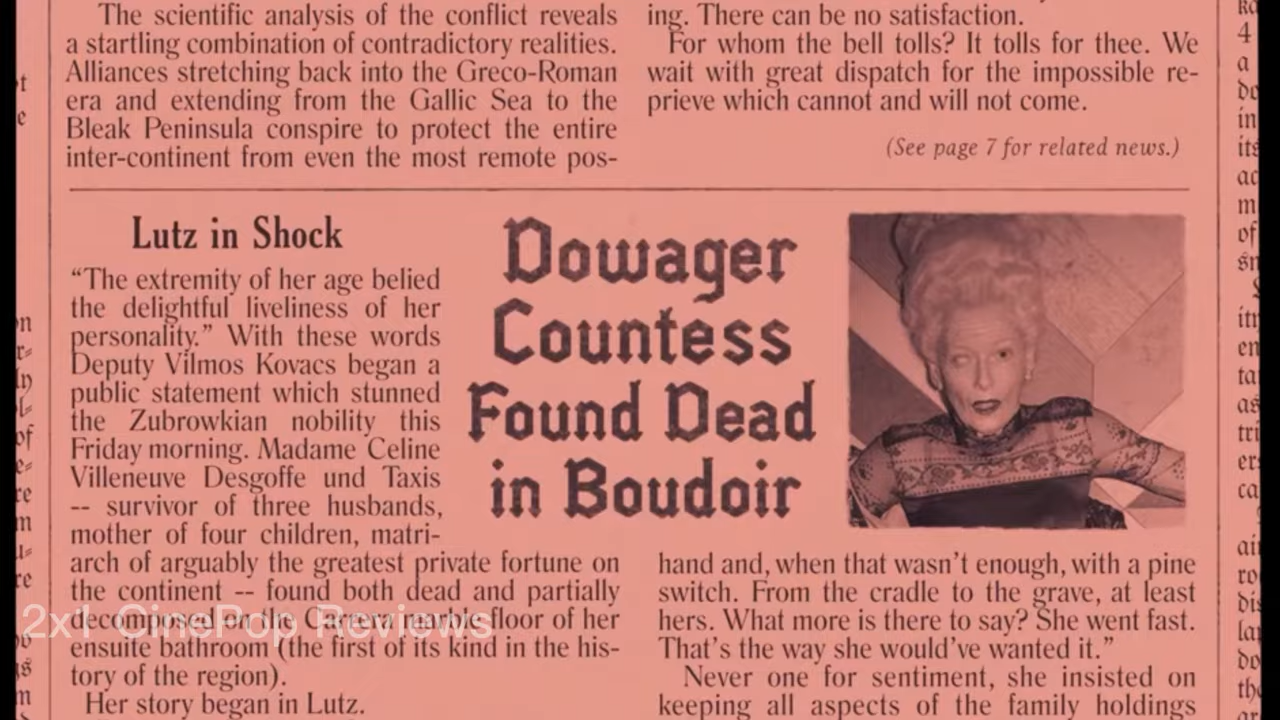 The scientific analysis of the conflict reveals
a startling combination of contradictory realities.
Alliances stretching back into the Greco-Roman
era and extending from the Gallic Sea to the
Bleak Peninsula conspire to protect the entire
inter-continent from even the most remote pos-
ing. There can be no satisfaction.
For whom the bell tolls? It tolls for thee. We
wait with great dispatch for the impossible re-
prieve which cannot and will not come.
(See page 7 for related news.)
Lutz in Shock
“The extremity of her age belied
the delightful liveliness of her
personality.” With these words
Deputy Vilmos Kovacs began a
public statement which stunned
the Zubrowkian nobility this
Friday morning. Madame Celine
Villeneuve Desgoffe und Taxis
-- survivor of three husbands,
mother of four children, matri-
arch of arguably the greatest private fortune on
the continent -- found both dead and partially
decomposed on the Carrera marble floor of her
ensuite bathroom (the first of its kind in the his-
tory of the region).
Her story began in Lutz.
Dowager
Countess
Found Dead
in Boudoir
hand and, when that wasn’t enough, with a pine
switch. From the cradle to the grave, at least
hers. What more is there to say? She went fast.
That’s the way she would’ve wanted it.”
Never one for sentiment, she insisted on
keeping all aspects of the family holdings
2x1 CinePop Reviews